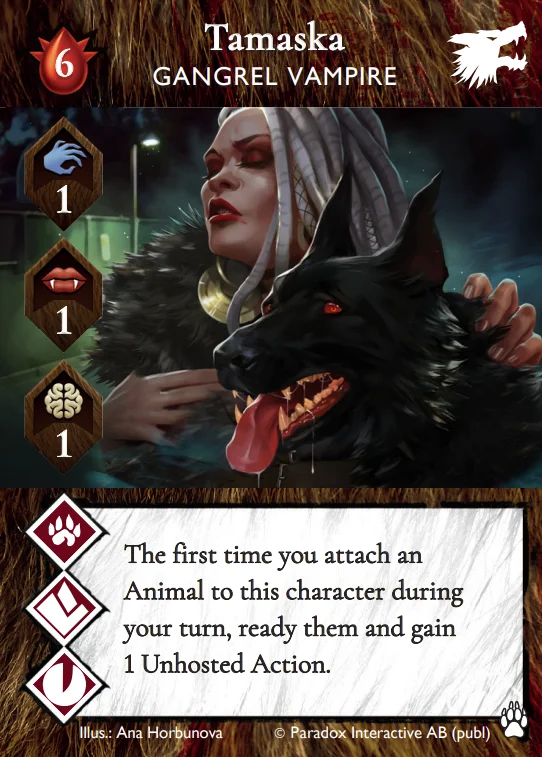 6
Tamaska
GANGREL VAMPIRE
1
1
1
The first time you attach an
Animal to this character during
your turn, ready them and gain
1 Unhosted Action.
Illus.: Ana Horbunova © Paradox Interactive AB (publ)